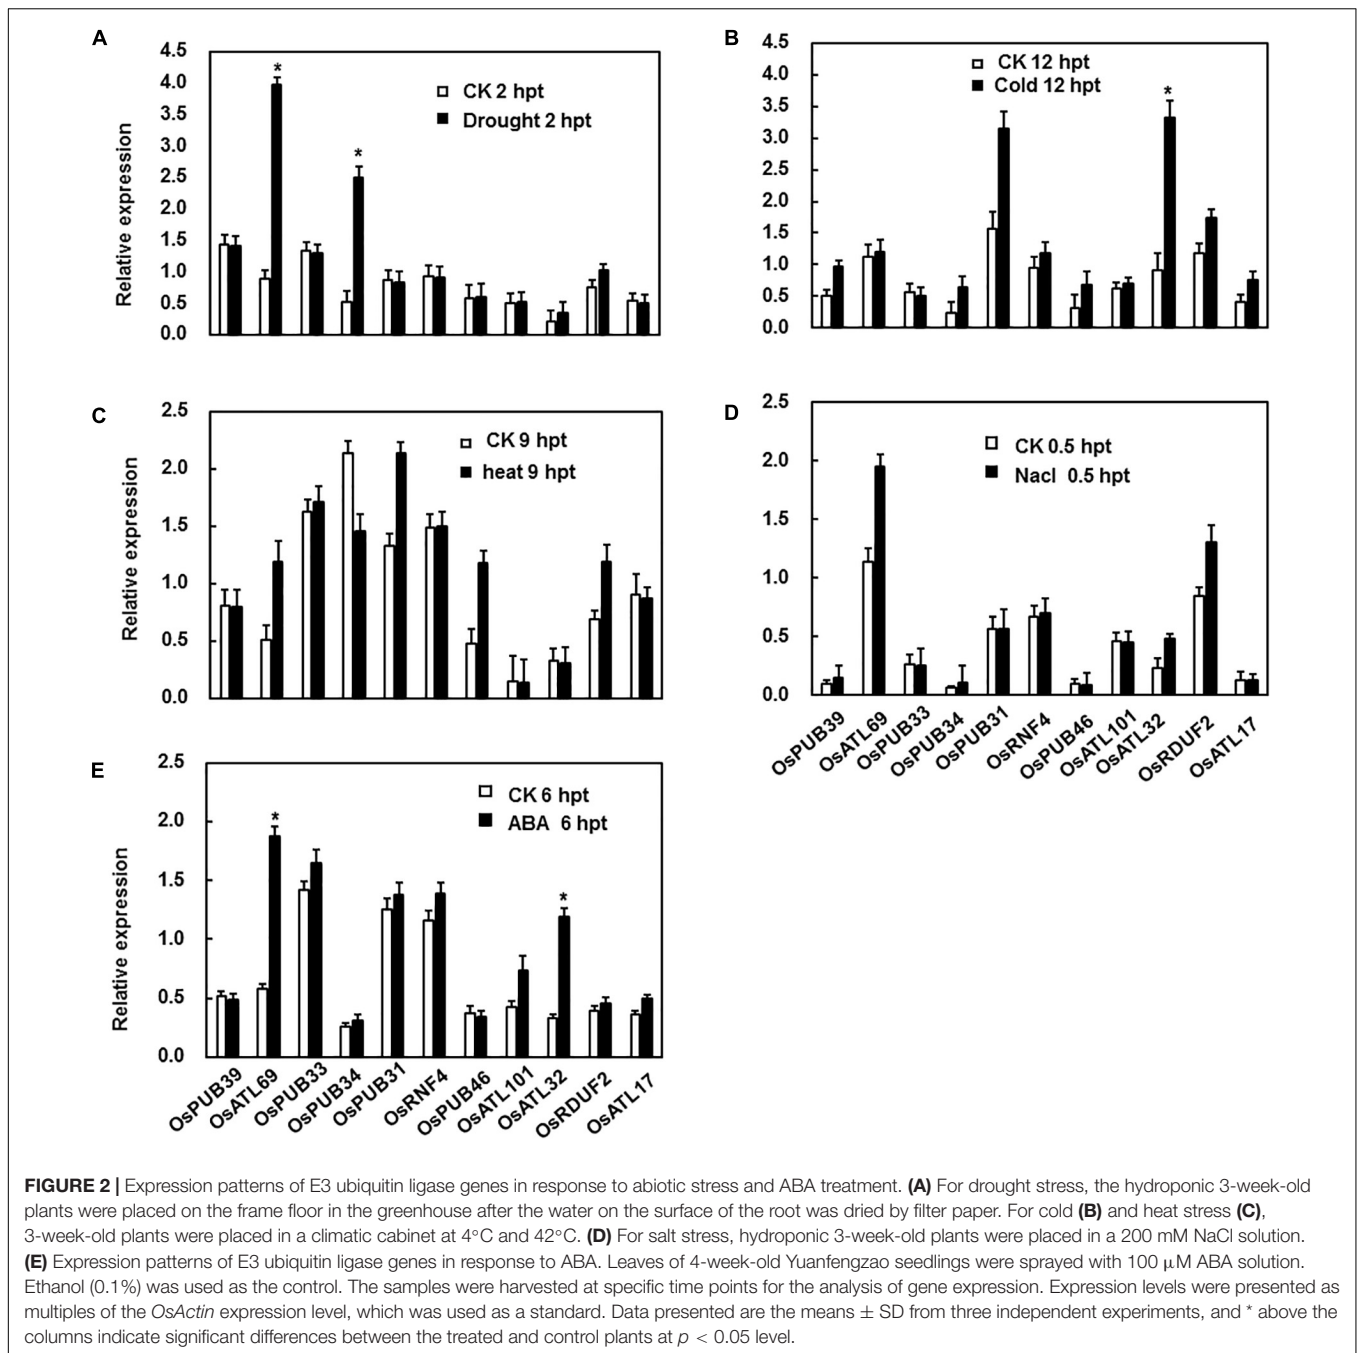 A
4.5
4.0
3.5
3.0
2.5
2.0
1.5
1.0
0.5
0.0
Relative expression
CK 2 hpt
Drought 2 hpt
*
*
B
4.5
4.0
3.5
3.0
2.5
2.0
1.5
1.0
0.5
0.0
CK 12 hpt
Cold 12 hpt
*
C
2.5
2.0
1.5
1.0
0.5
0.0
Relative expression
CK 9 hpt
heat 9 hpt
D
2.5
2.0
1.5
1.0
0.5
0.0
CK 0.5 hpt
Nacl 0.5 hpt
OsPUB39
OsATL69
OsPUB33
OsPUB34
OsPUB31
OsRNF4
OsPUB46
OsATL101
OsATL32
OsRDUF2
OsATL17
E
2.5
2.0
1.5
1.0
0.5
0.0
Relative expression
CK 6 hpt
ABA 6 hpt
*
*
OsPUB39
OsATL69
OsPUB33
OsPUB34
OsPUB31
OsRNF4
OsPUB46
OsATL101
OsATL32
OsRDUF2
OsATL17
FIGURE 2 | Expression patterns of E3 ubiquitin ligase genes in response to abiotic stress and ABA treatment. (A) For drought stress, the hydroponic 3-week-old
plants were placed on the frame floor in the greenhouse after the water on the surface of the root was dried by filter paper. For cold (B) and heat stress (C),
3-week-old plants were placed in a climatic cabinet at 4°C and 42°C. (D) For salt stress, hydroponic 3-week-old plants were placed in a 200 mM NaCl solution.
(E) Expression patterns of E3 ubiquitin ligase genes in response to ABA. Leaves of 4-week-old Yuanfengzao seedlings were sprayed with 100 μM ABA solution.
Ethanol (0.1%) was used as the control. The samples were harvested at specific time points for the analysis of gene expression. Expression levels were presented as
multiples of the OsActin expression level, which was used as a standard. Data presented are the means ± SD from three independent experiments, and * above the
columns indicate significant differences between the treated and control plants at p < 0.05 level.